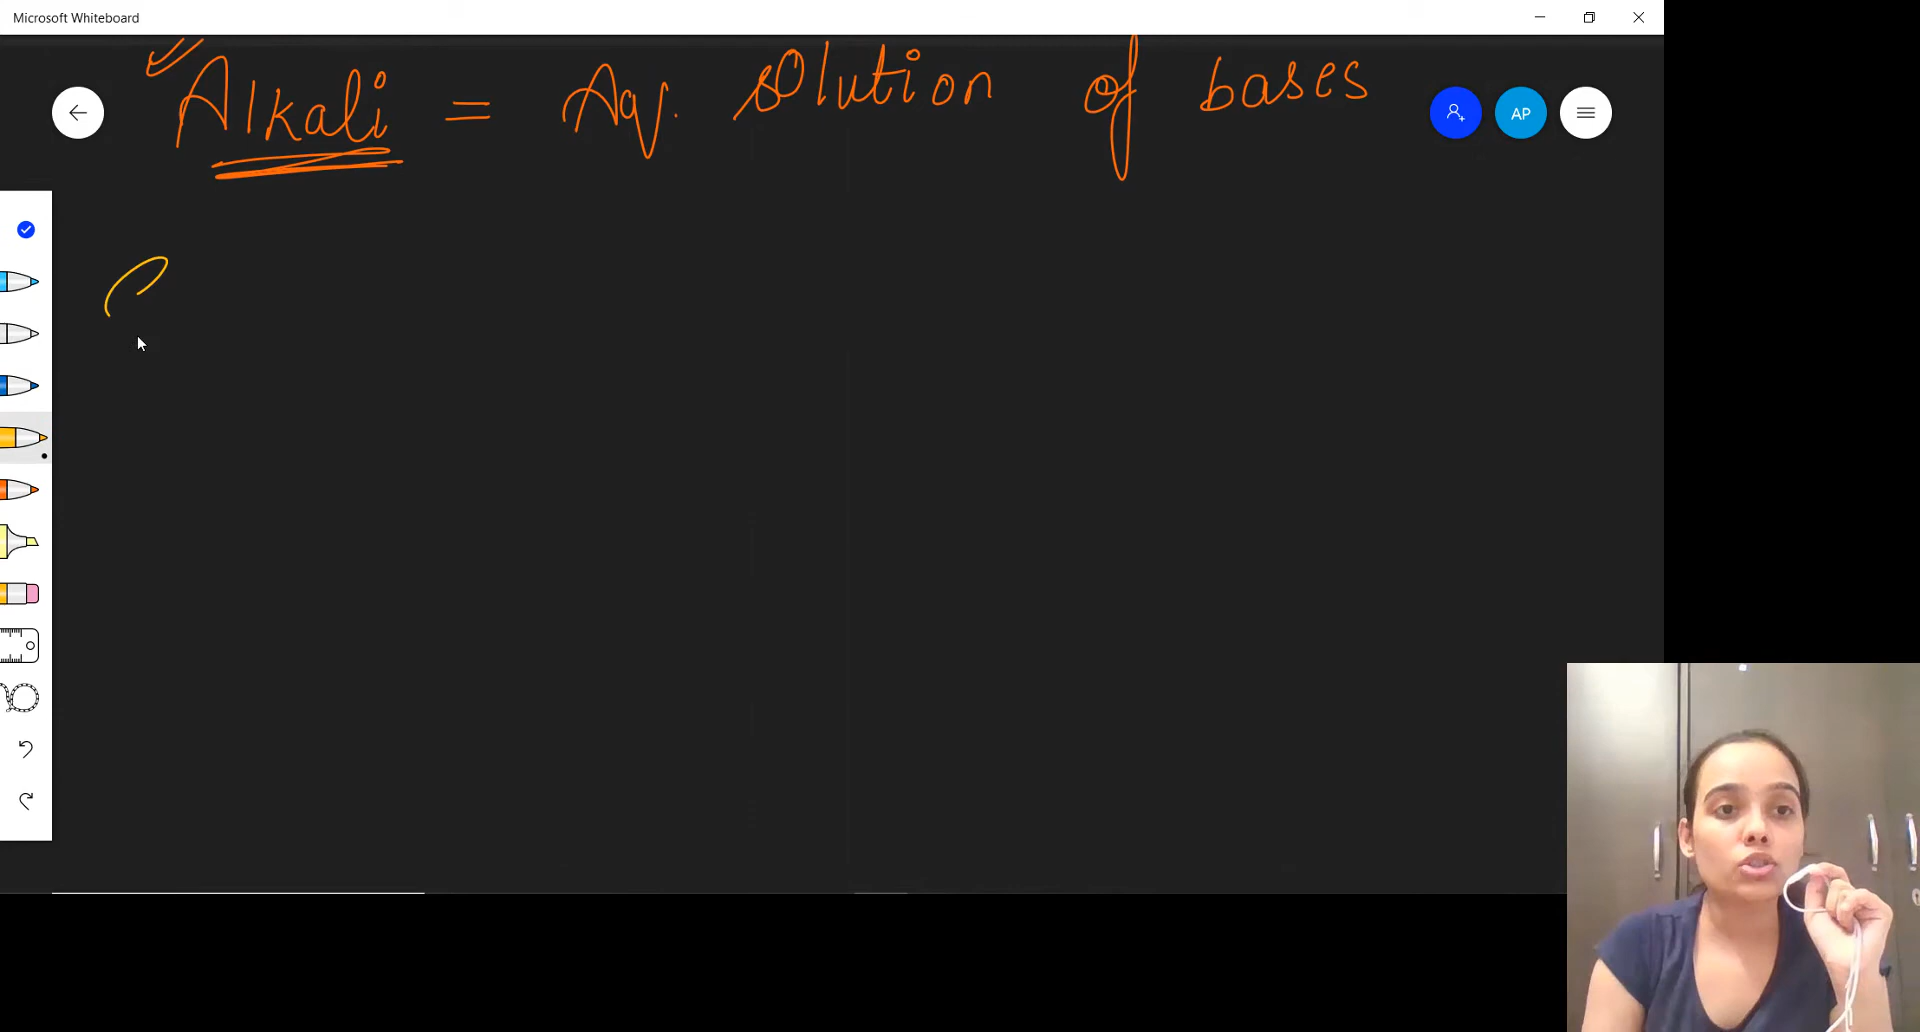 Microsoft Whiteboard
Alkali = Aq. solution of bases
AP